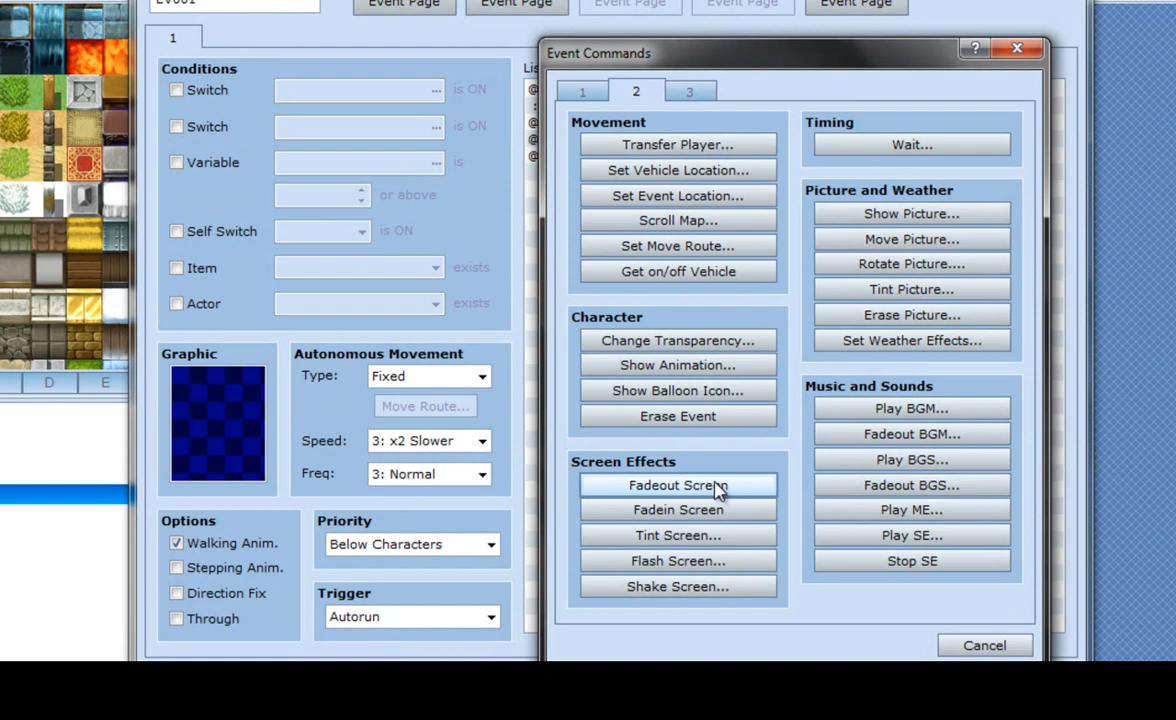 EV001
Event Page Event Page Event Page Event Page Event Page
1
Conditions
Switch ... is ON
Switch ... is ON
Variable ... is
or above
Self Switch is ON
Item exists
Actor exists
Graphic
Autonomous Movement
Type: Fixed
Move Route...
Speed: 3: x2 Slower
Freq: 3: Normal
Options
Walking Anim.
Stepping Anim.
Direction Fix
Through
Priority
Below Characters
Trigger
Autorun
D E
Lis
@
:
@
@
@
Event Commands
?
1 2 3
Movement
Transfer Player...
Set Vehicle Location...
Set Event Location...
Scroll Map...
Set Move Route...
Get on/off Vehicle
Character
Change Transparency...
Show Animation...
Show Balloon Icon...
Erase Event
Screen Effects
Fadeout Screen
Fadein Screen
Tint Screen...
Flash Screen...
Shake Screen...
Timing
Wait...
Picture and Weather
Show Picture...
Move Picture...
Rotate Picture....
Tint Picture...
Erase Picture...
Set Weather Effects...
Music and Sounds
Play BGM...
Fadeout BGM...
Play BGS...
Fadeout BGS...
Play ME...
Play SE...
Stop SE
Cancel